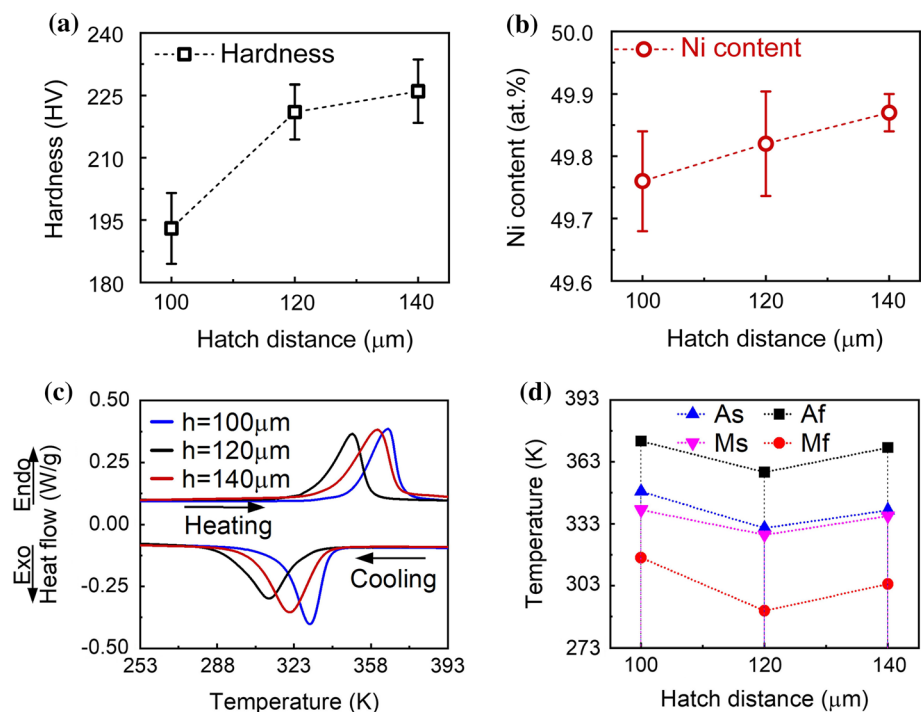 (a)
240
Hardness
225
210
195
180
100 120 140
Hardness (HV)
Hatch distance (μm)
(b)
50.0
Ni content
49.9
49.8
49.7
49.6
100 120 140
Ni content (at.%)
Hatch distance (μm)
(c)
0.50
h=100μm
h=120μm
h=140μm
0.25
Heating
0.00
Cooling
-0.25
-0.50
253 288 323 358 393
Exo Endo
Heat flow (W/g)
Temperature (K)
(d)
393
As Af
Ms Mf
363
333
303
273
100 120 140
Temperature (K)
Hatch distance (μm)